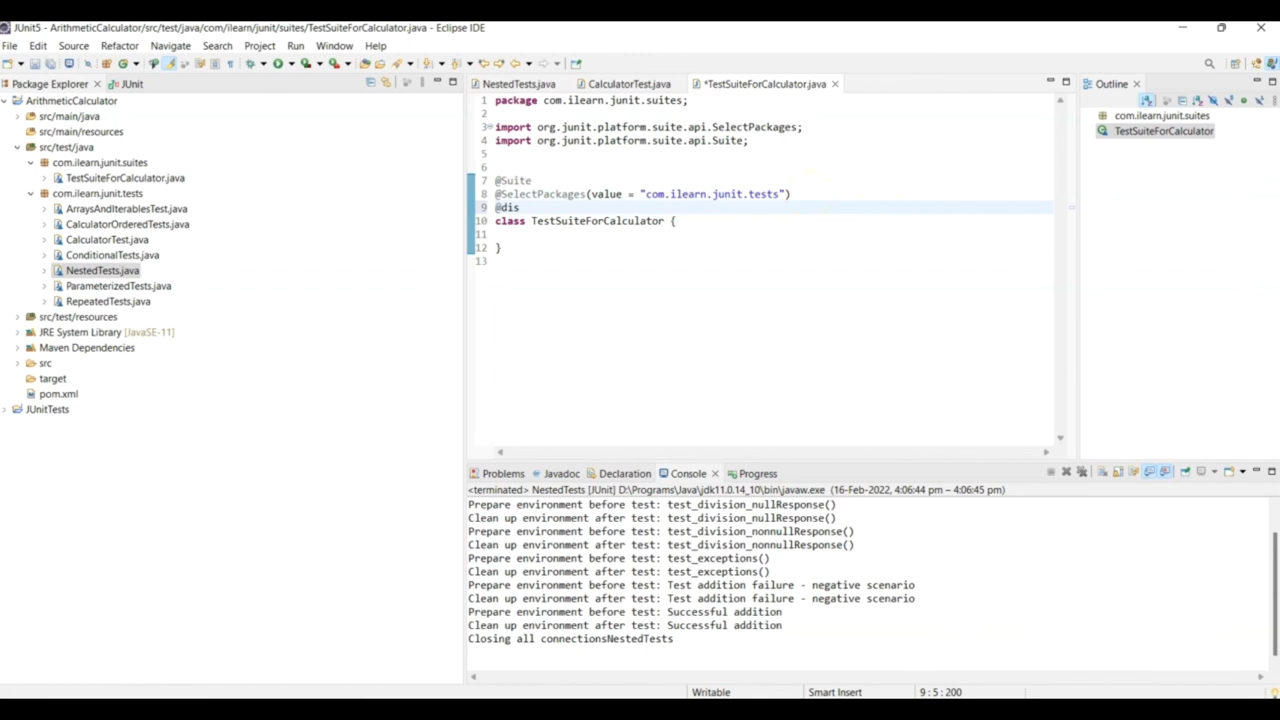 JUnit5 - ArithmeticCalculator/src/test/java/com/ilearn/junit/suites/TestSuiteForCalculator.java - Eclipse IDE
File Edit Source Refactor Navigate Search Project Run Window Help
Package Explorer JUnit
ArithmeticCalculator
src/main/java
src/main/resources
src/test/java
com.ilearn.junit.suites
TestSuiteForCalculator.java
com.ilearn.junit.tests
ArraysAndIterablesTest.java
CalculatorOrderedTests.java
CalculatorTest.java
ConditionalTests.java
NestedTests.java
ParameterizedTests.java
RepeatedTests.java
src/test/resources
JRE System Library [JavaSE-11]
Maven Dependencies
src
target
pom.xml
JUnitTests
NestedTests.java CalculatorTest.java *TestSuiteForCalculator.java
1 package com.ilearn.junit.suites;
2
3 import org.junit.platform.suite.api.SelectPackages;
4 import org.junit.platform.suite.api.Suite;
5
6
7 @Suite
8 @SelectPackages(value = "com.ilearn.junit.tests")
9 @dis
10 class TestSuiteForCalculator {
11
12 }
13
Outline
com.ilearn.junit.suites
TestSuiteForCalculator
Problems Javadoc Declaration Console Progress
<terminated> NestedTests [JUnit] D:\Programs\Java\jdk11.0.14_10\bin\javaw.exe (16-Feb-2022, 4:06:44 pm – 4:06:45 pm)
Prepare environment before test: test_division_nullResponse()
Clean up environment after test: test_division_nullResponse()
Prepare environment before test: test_division_nonnullResponse()
Clean up environment after test: test_division_nonnullResponse()
Prepare environment before test: test_exceptions()
Clean up environment after test: test_exceptions()
Prepare environment before test: Test addition failure - negative scenario
Clean up environment after test: Test addition failure - negative scenario
Prepare environment before test: Successful addition
Clean up environment after test: Successful addition
Closing all connectionsNestedTests
Writable Smart Insert 9 : 5 : 200